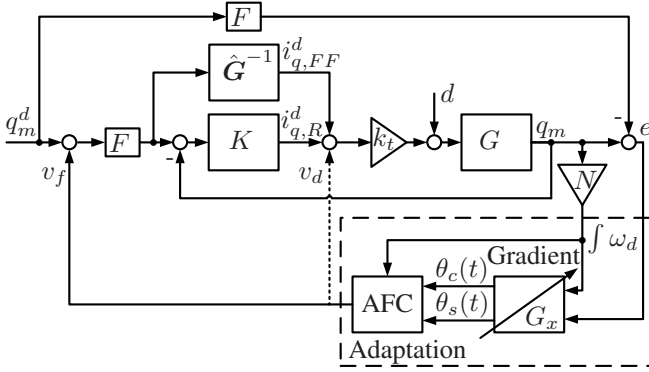 F
Ĝ⁻¹
i^d_{q,FF}
q^d_m
F
-
K
i^d_{q,R}
k_t
d
G
q_m
-
e
v_f
v_d
N
∫ ω_d
Gradient
AFC
θ_c(t)
θ_s(t)
G_x
Adaptation